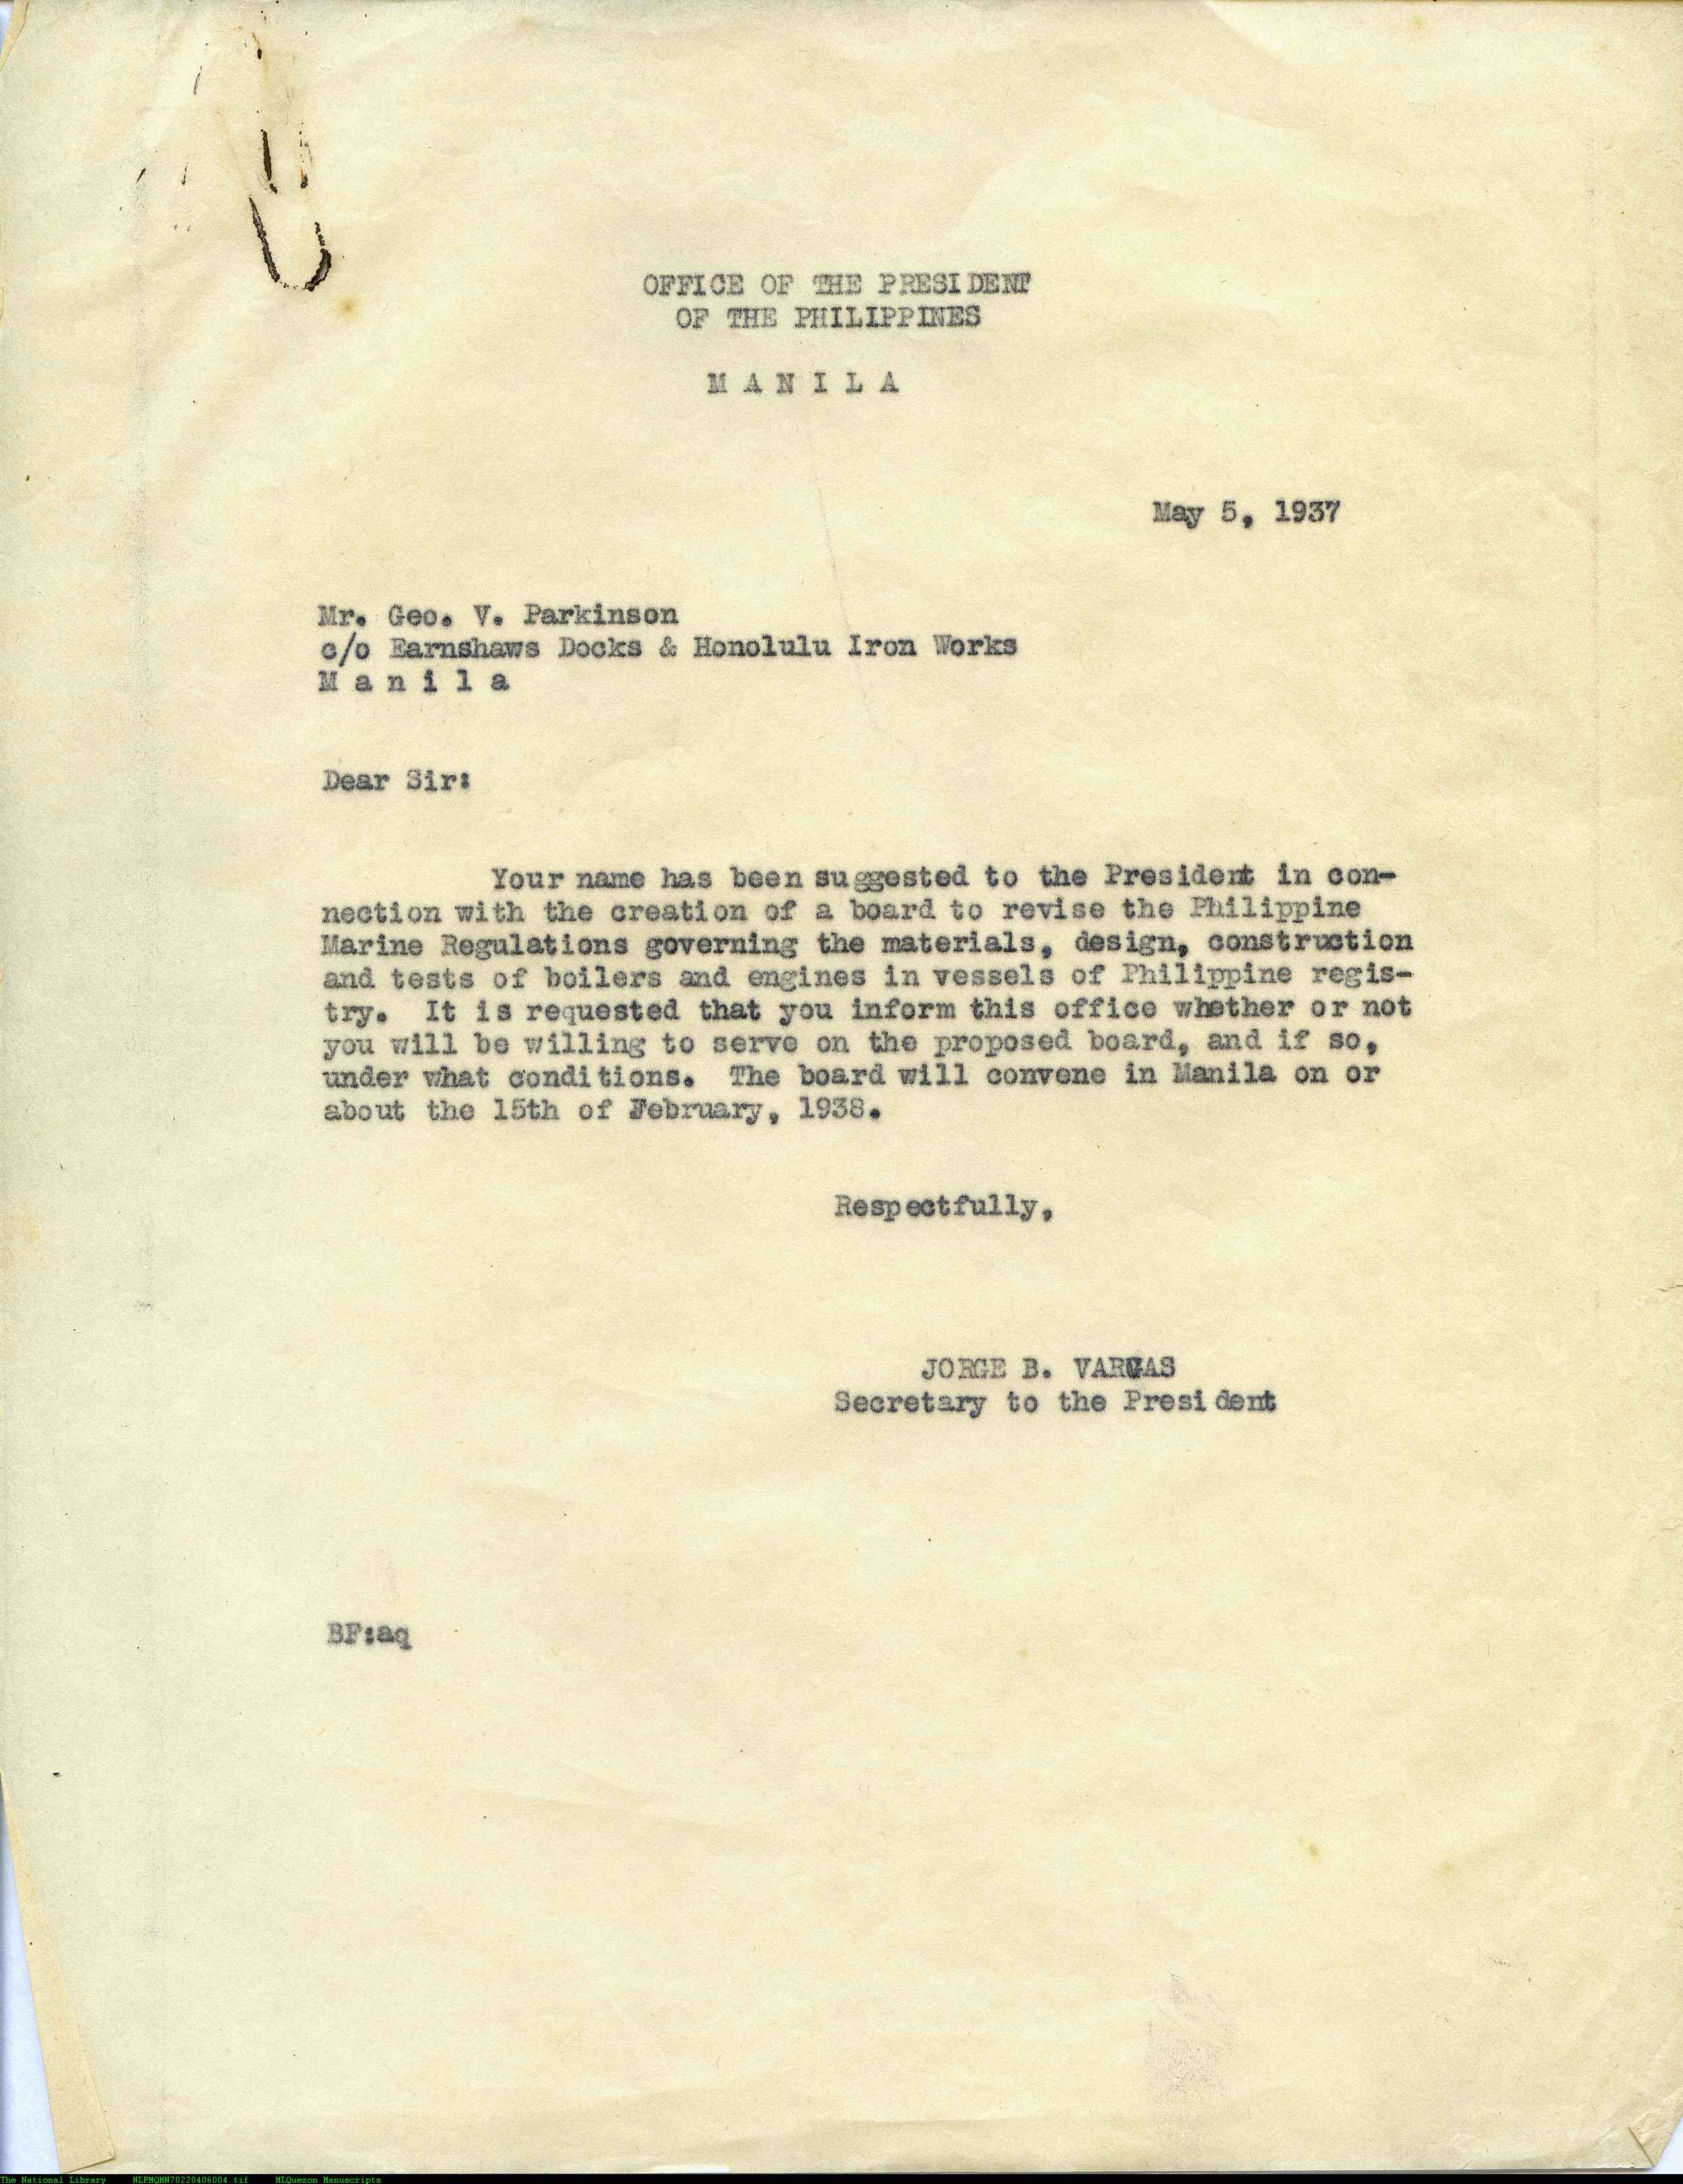 OFFICE OF THE PRESIDENT
OF THE PHILIPPINES
M A N I L A
May 5, 1937
Mr. Geo. V. Parkinson
c/o Earnshaws Docks & Honolulu Iron Works
M a n i l a
Dear Sir:
Your name has been suggested to the President in con-
nection with the creation of a board to revise the Philippine
Marine Regulations governing the materials, design, construction
and tests of boilers and engines in vessels of Philippine regis-
try. It is requested that you inform this office whether or not
you will be willing to serve on the proposed board, and if so,
under what conditions. The board will convene in Manila on or
about the 15th of February, 1938.
Respectfully,
JORGE B. VARGAS
Secretary to the President
BF:aq
The National Library NLPMQMN70220406004.tif MLQuezon Manuscripts